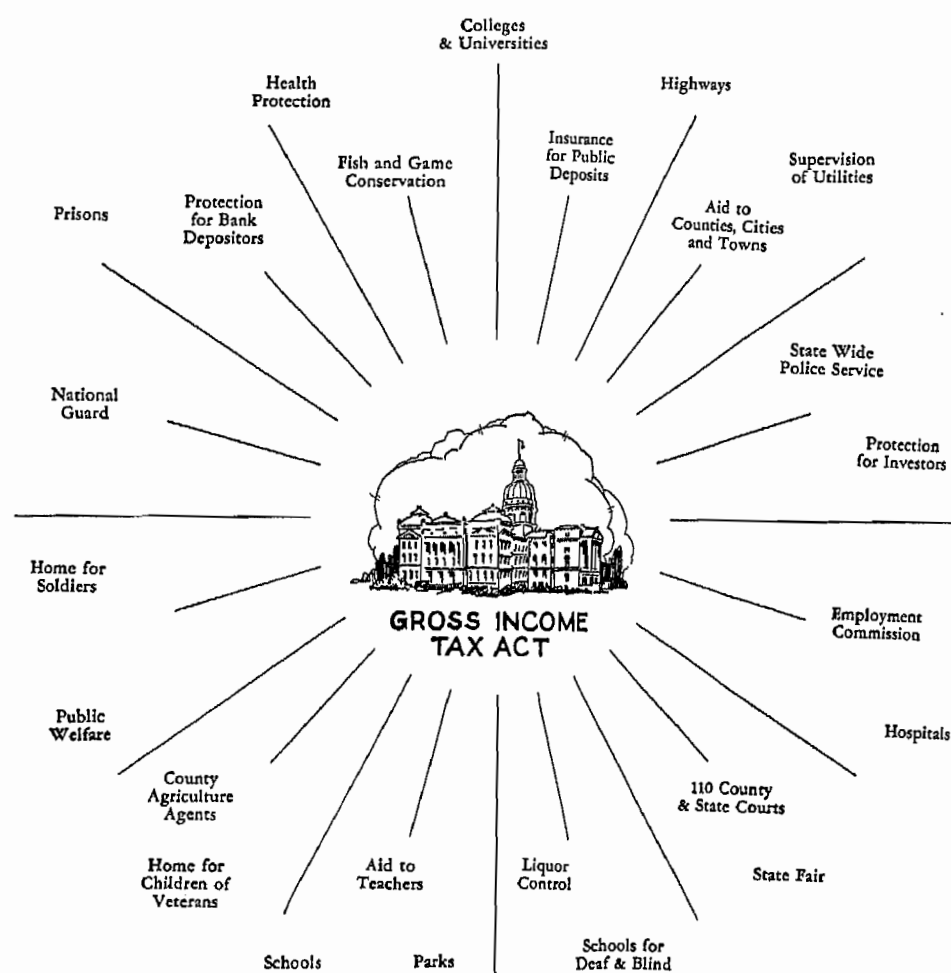 Colleges
& Universities
Health
Protection
Highways
Fish and Game
Conservation
Insurance
for Public
Deposits
Supervision
of Utilities
Prisons
Protection
for Bank
Depositors
Aid to
Counties, Cities
and Towns
State Wide
Police Service
National
Guard
Protection
for Investors
Home for
Soldiers
GROSS INCOME
TAX ACT
Employment
Commission
Public
Welfare
Hospitals
County
Agriculture
Agents
110 County
& State Courts
Home for
Children of
Veterans
Aid to
Teachers
Liquor
Control
State Fair
Schools
Parks
Schools for
Deaf & Blind